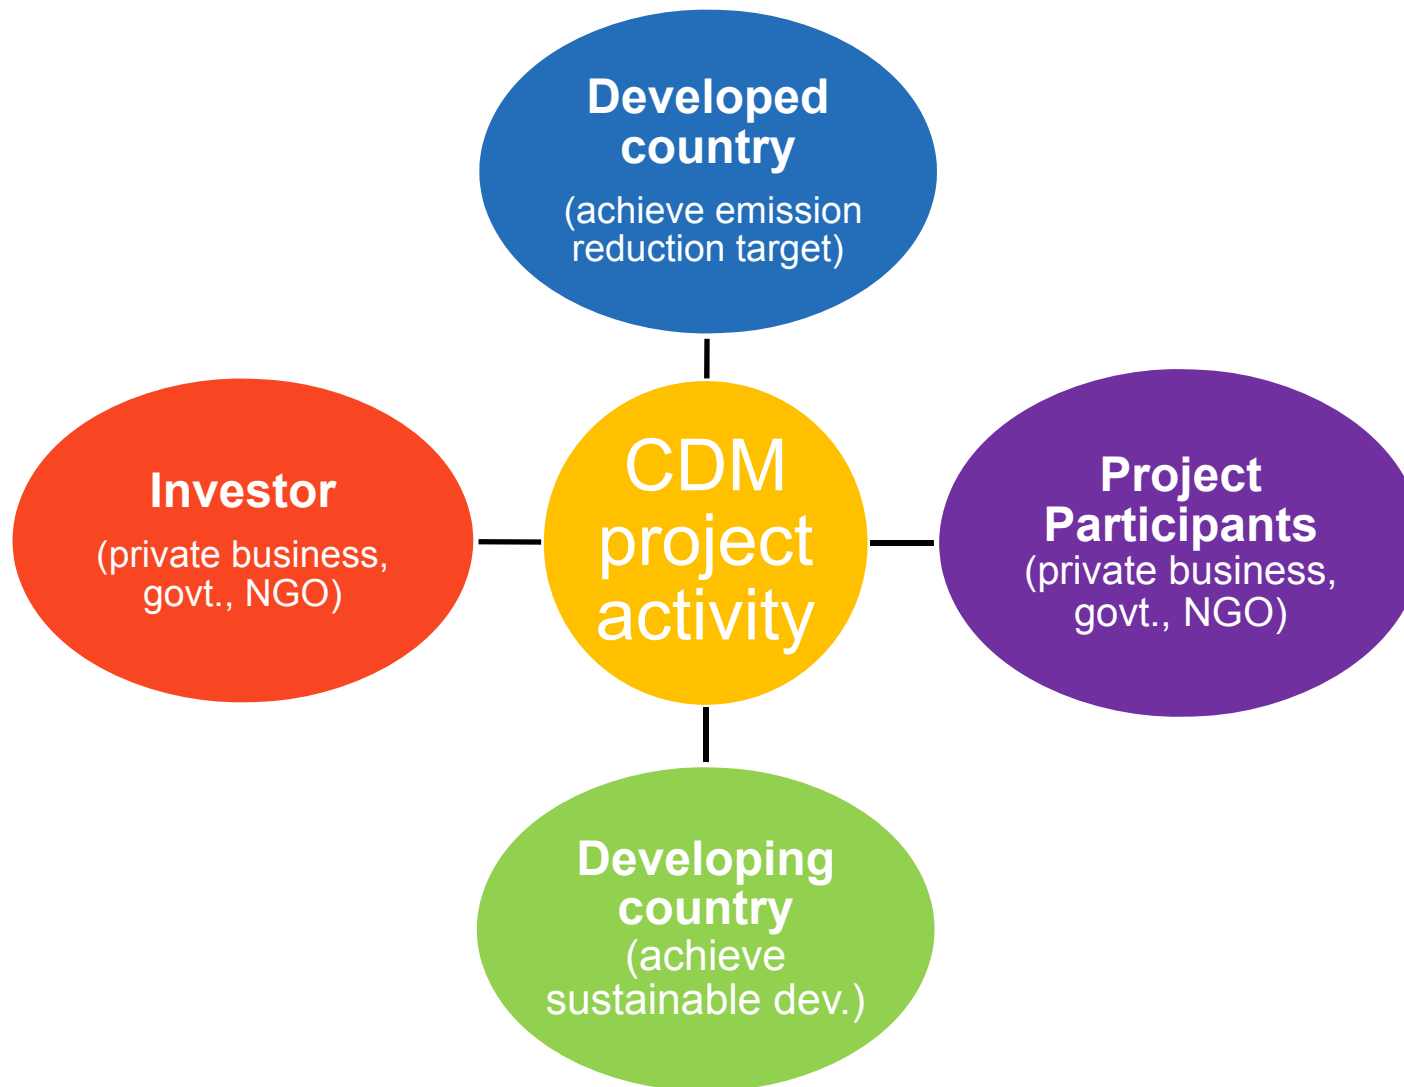 Developed
country
(achieve emission
reduction target)
Investor
(private business,
govt., NGO)
CDM
project
activity
Project
Participants
(private business,
govt., NGO)
Developing
country
(achieve
sustainable dev.)